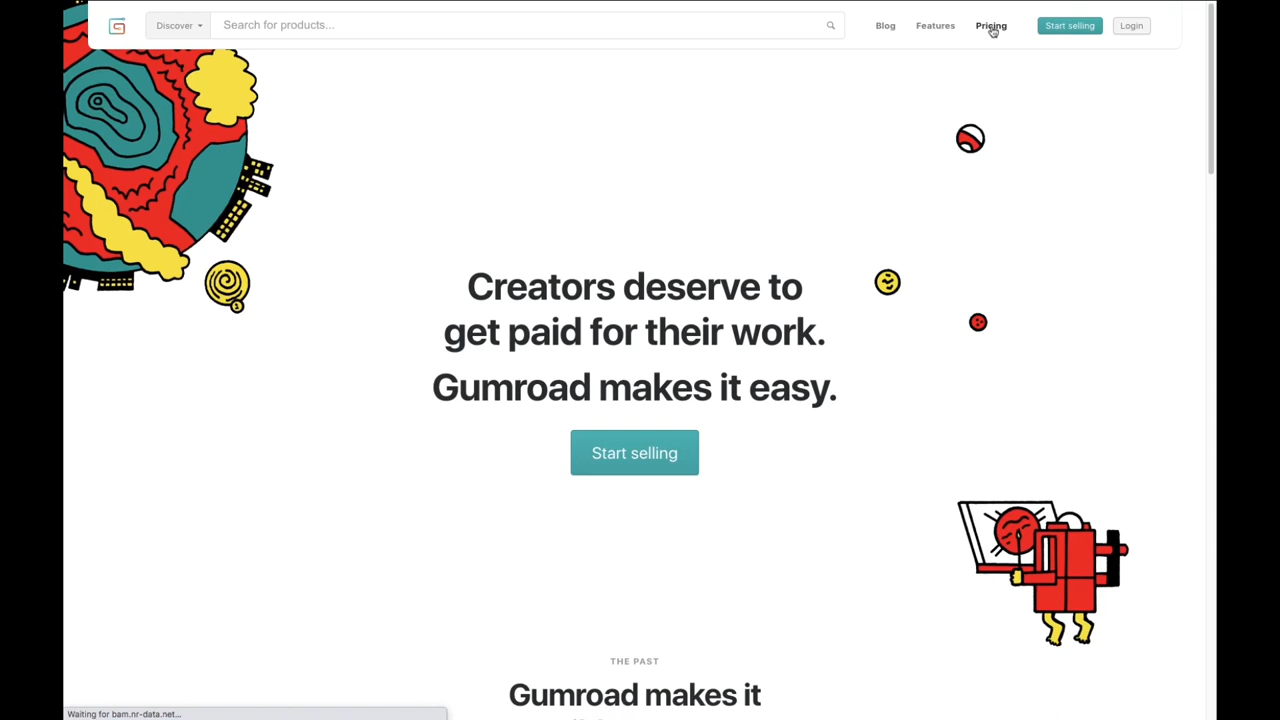 Discover
Search for products...
Blog
Features
Pricing
Start selling
Login
Creators deserve to
get paid for their work.
Gumroad makes it easy.
Start selling
THE PAST
Gumroad makes it
Waiting for bam.nr-data.net...